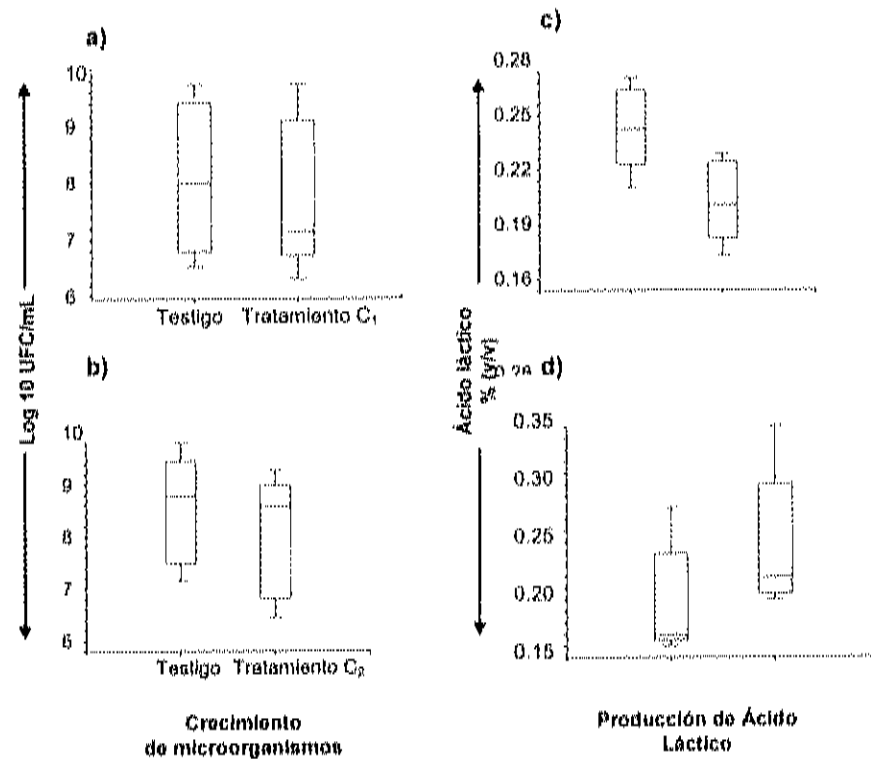 a)
10
9
8
7
6
Testigo Tratamiento C₁
b)
10
9
8
7
6
Testigo Tratamiento C₂
Log 10 UFC/mL
Crecimiento
de microorganismos
c)
0.28
0.25
0.22
0.19
0.16
d)
0.35
0.30
0.25
0.20
0.15
Ácido láctico
Producción de Ácido
Láctico